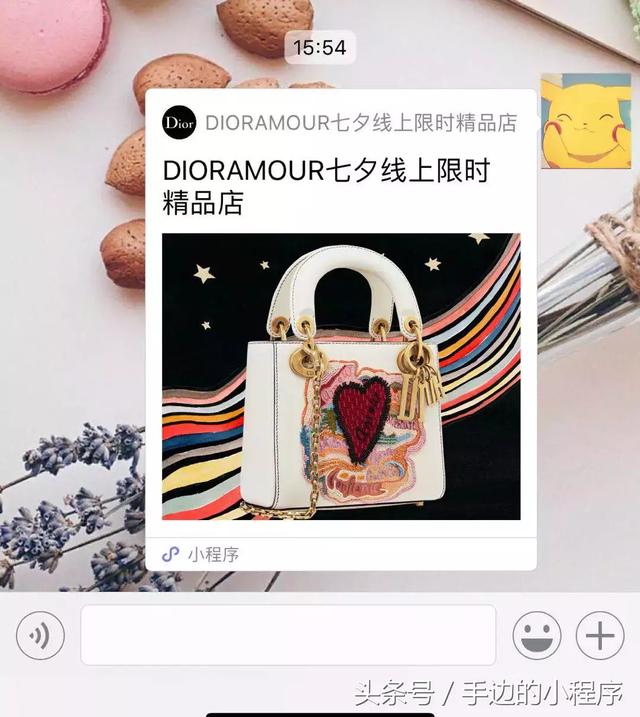 15:54
Dior DIORAMOUR七夕线上限时精品店
DIORAMOUR七夕线上限时
精品店
小程序
头条号 / 手边的小程序